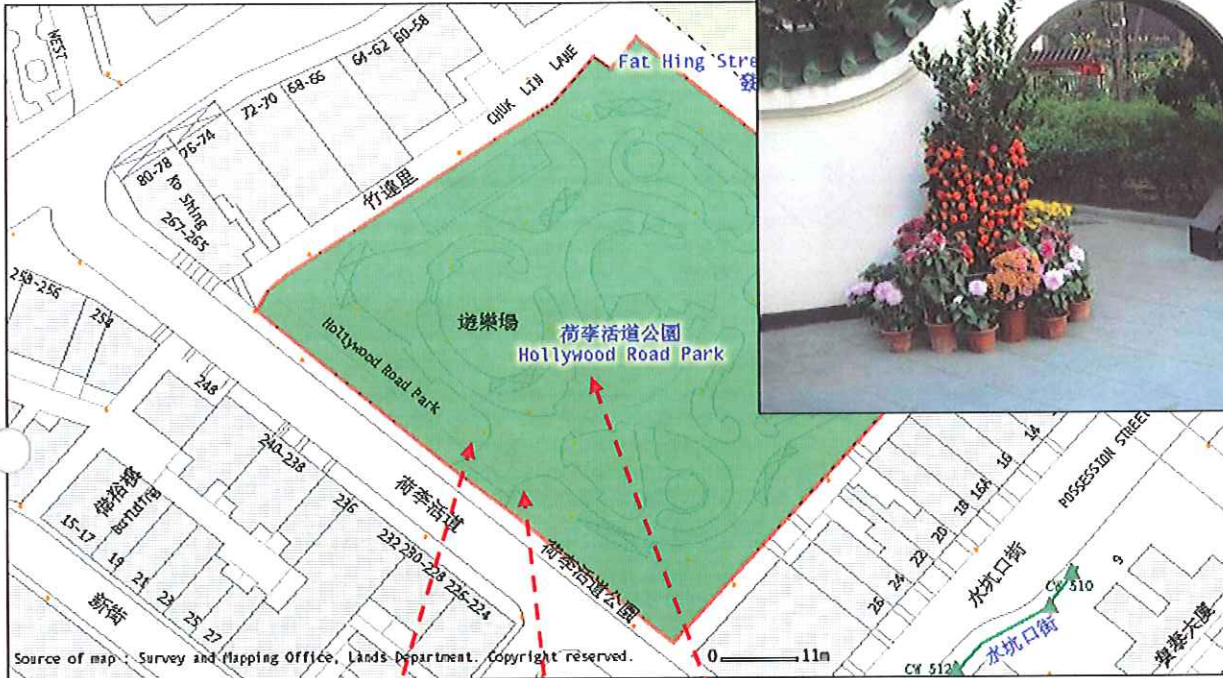 WEST
60-58
64-62
68-66
72-70
76-74
80-78
Ko Shing
267-265
CHUK LIN LANE
竹連里
Fat Hing Stre
發
258-256
254
248
240-238
236
232
230-228
226-224
遊樂場
荷李活道公園
Hollywood Road Park
Hollywood Road Park
荷李活道
荷李活道公園
偉裕樓
Building
15-17
19
21
23
25
27
新街
14
16
16A
18
20
22
24
26
POSSESSION STREET
水坑口街
9
CW 510
水坑口街
CW 512
Source of map : Survey and Mapping Office, Lands Department. Copyright reserved.
0 11m